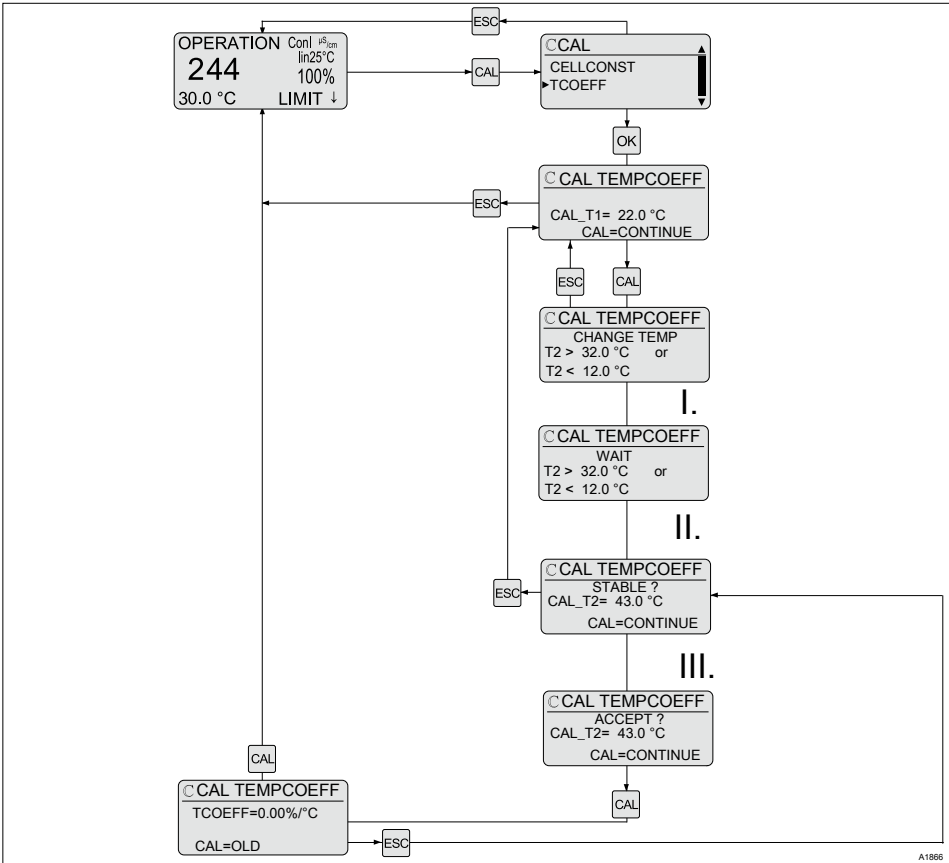 ESC
OPERATION Conl µS/cm
lin25°C
244 100%
30.0 °C LIMIT ↓
CAL
ℂCAL
CELLCONST
▶TCOEFF
OK
ℂ CAL TEMPCOEFF
CAL_T1= 22.0 °C
CAL=CONTINUE
ESC
ESC
CAL
ℂ CAL TEMPCOEFF
CHANGE TEMP
T2 > 32.0 °C or
T2 < 12.0 °C
I.
ℂ CAL TEMPCOEFF
WAIT
T2 > 32.0 °C or
T2 < 12.0 °C
II.
ℂ CAL TEMPCOEFF
STABLE ?
CAL_T2= 43.0 °C
CAL=CONTINUE
ESC
III.
ℂ CAL TEMPCOEFF
ACCEPT ?
CAL_T2= 43.0 °C
CAL=CONTINUE
CAL
CAL
ℂ CAL TEMPCOEFF
TCOEFF=0.00%/°C
CAL=OLD
ESC
A1866